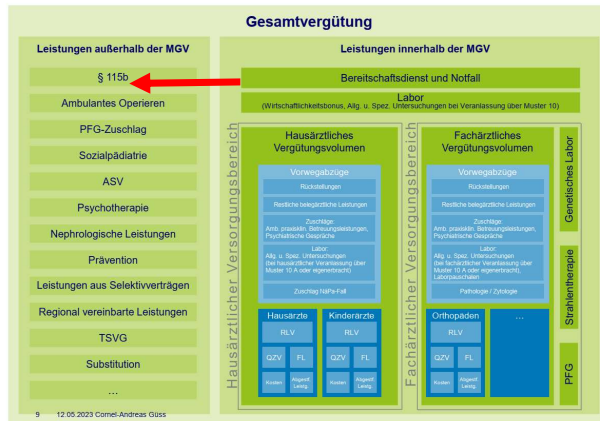 Gesamtvergütung
Leistungen außerhalb der MGV
§ 115b
Ambulantes Operieren
PFG-Zuschlag
Sozialpädiatrie
ASV
Psychotherapie
Nephrologische Leistungen
Prävention
Leistungen aus Selektivverträgen
Regional vereinbarte Leistungen
TSVG
Substitution
…
Leistungen innerhalb der MGV
Bereitschaftsdienst und Notfall
Labor
(Wirtschaftlichkeitsbonus, Allg. u. Spez. Untersuchungen bei Veranlassung über Muster 10)
Hausärztlicher Versorgungsbereich
Hausärztliches
Vergütungsvolumen
Vorwegabzüge
Rückstellungen
Restliche belegärztliche Leistungen
Zuschläge:
Amb. praxisklin. Betreuungsleistungen,
Psychiatrische Gespräche
Labor:
Allg. u. Spez. Untersuchungen
(bei hausärztlicher Veranlassung über
Muster 10 A oder eigenerbracht)
Zuschlag NäPa-Fall
Hausärzte
RLV
QZV
FL
Kosten
Abgestf.
Leistg.
Kinderärzte
RLV
QZV
FL
Kosten
Abgestf.
Leistg.
Fachärztlicher Versorgungsbereich
Fachärztliches
Vergütungsvolumen
Vorwegabzüge
Rückstellungen
Restliche belegärztliche Leistungen
Zuschläge:
Amb. praxisklin. Betreuungsleistungen,
Psychiatrische Gespräche
Labor:
Allg. u. Spez. Untersuchungen
(bei fachärztlicher Veranlassung über
Muster 10 A oder eigenerbracht),
Laborpauschalen
Pathologie / Zytologie
Orthopäden
RLV
QZV
FL
Kosten
Abgestf.
Leistg.
…
Genetisches Labor
Strahlentherapie
PFG
9 12.05.2023 Cornel-Andreas Güss